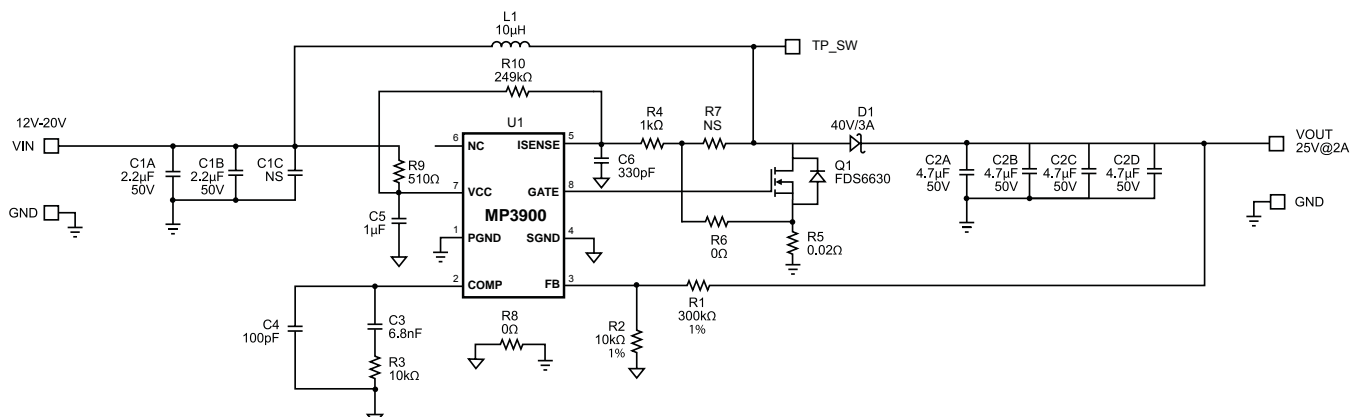 L1
10µH
TP_SW
R10
249kΩ
12V-20V
VIN
U1
R4
1kΩ
R7
NS
D1
40V/3A
VOUT
25V@2A
C1A
2.2µF
50V
C1B
2.2µF
50V
C1C
NS
R9
510Ω
6
NC
ISENSE
5
C6
330pF
Q1
FDS6630
C2A
4.7µF
50V
C2B
4.7µF
50V
C2C
4.7µF
50V
C2D
4.7µF
50V
7
VCC
GATE
8
MP3900
GND
C5
1µF
1
PGND
SGND
4
R6
0Ω
R5
0.02Ω
GND
2
COMP
FB
3
R1
300kΩ
1%
C4
100pF
C3
6.8nF
R3
10kΩ
R8
0Ω
R2
10kΩ
1%